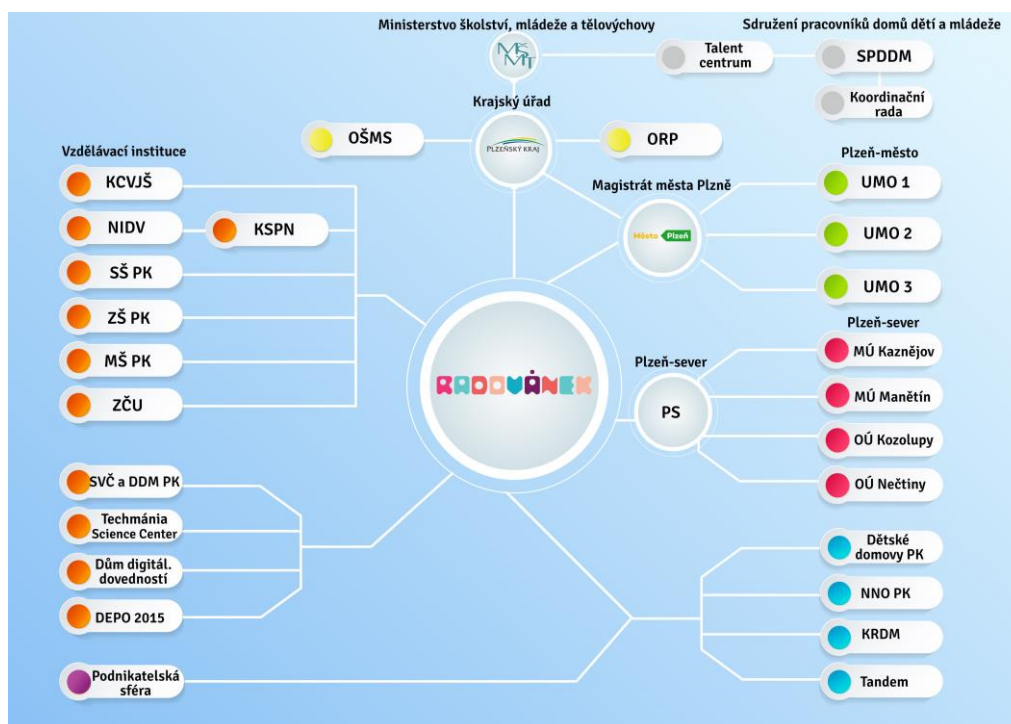 Ministerstvo školství, mládeže a tělovýchovy
Sdružení pracovníků domů dětí a mládeže
MŠMT
Talent
centrum
SPDDM
Koordinační
rada
Krajský úřad
OŠMS
PLZEŇSKÝ KRAJ
ORP
Vzdělávací instituce
KCVJŠ
NIDV
KSPN
SŠ PK
ZŠ PK
MŠ PK
ZČU
Magistrát města Plzně
Město Plzeň
Plzeň-město
UMO 1
UMO 2
UMO 3
RADOVÁNEK
Plzeň-sever
PS
Plzeň-sever
MÚ Kaznějov
MÚ Manětín
OÚ Kozolupy
OÚ Nečtiny
SVČ a DDM PK
Techmánia
Science Center
Dům digitál.
dovedností
DEPO 2015
Podnikatelská
sféra
Dětské
domovy PK
NNO PK
KRDM
Tandem